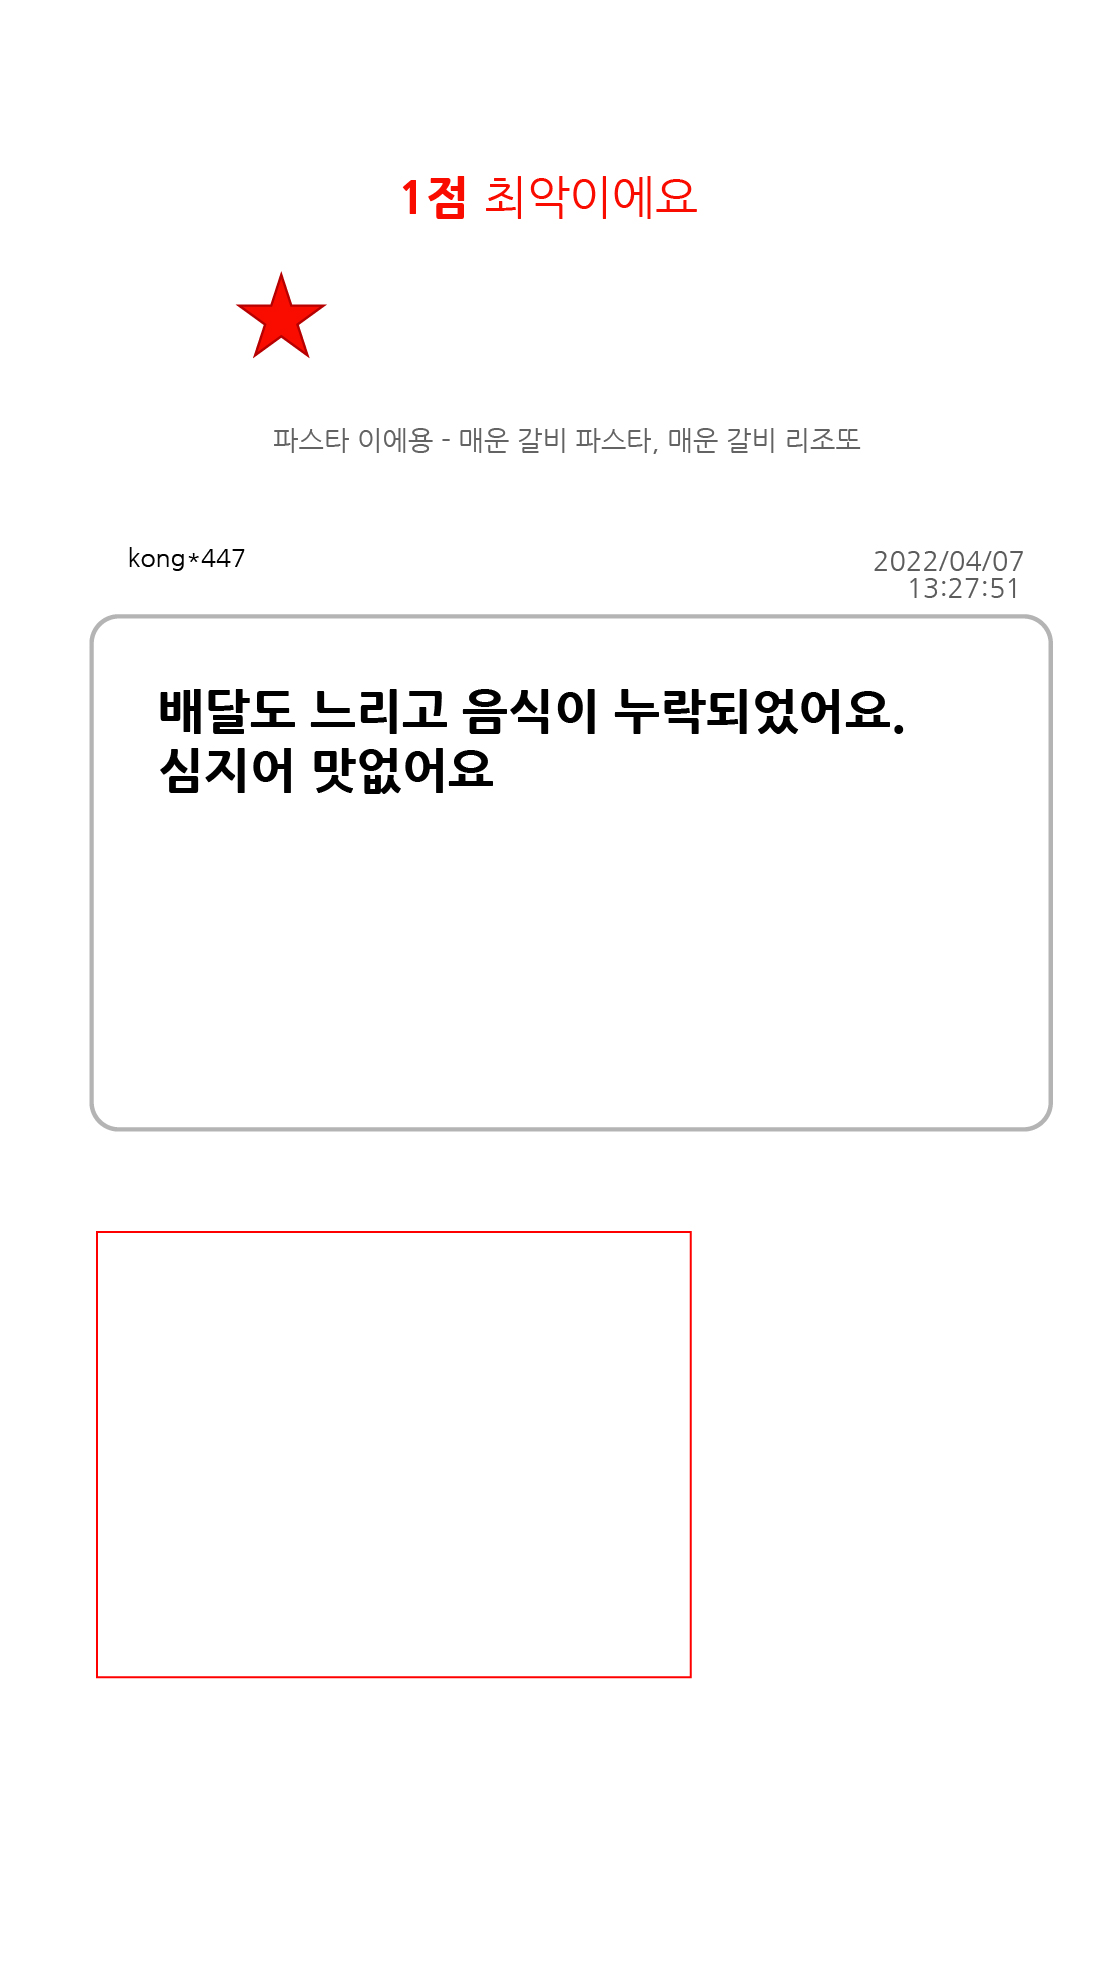 1점 최악이에요
파스타 이에용 - 매운 갈비 파스타, 매운 갈비 리조또
kong*447
2022/04/07
13:27:51
배달도 느리고 음식이 누락되었어요.
심지어 맛없어요